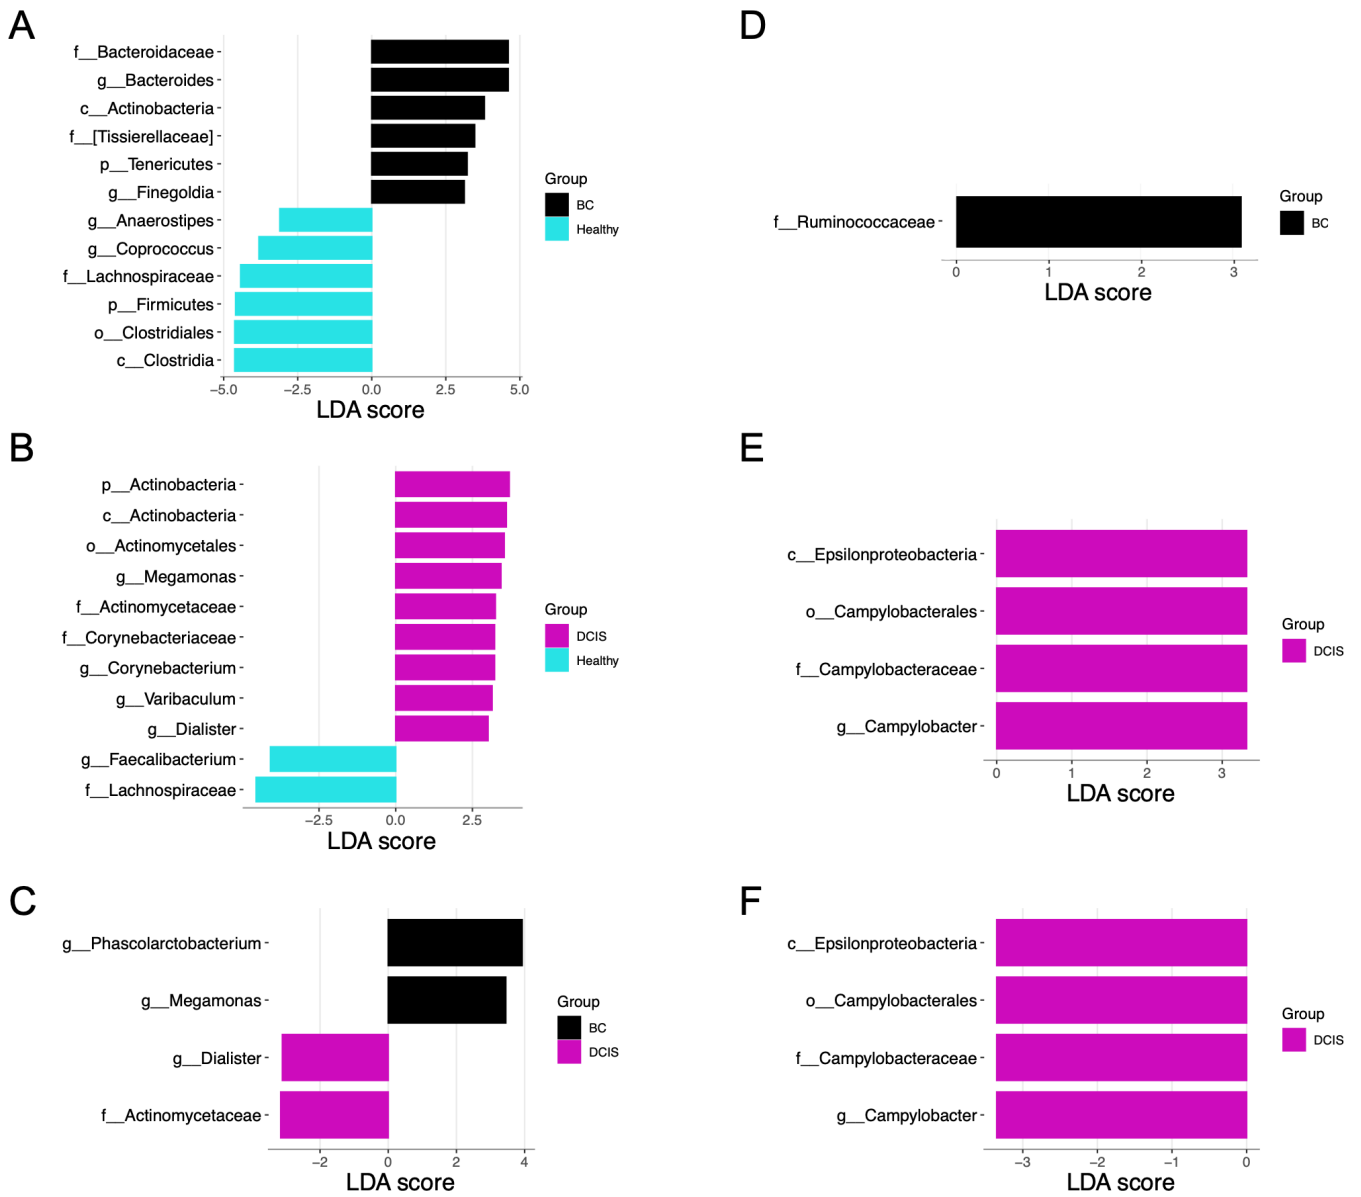 A
f__Bacteroidaceae
g__Bacteroides
c__Actinobacteria
f__[Tissierellaceae]
p__Tenericutes
g__Finegoldia
g__Anaerostipes
g__Coprococcus
f__Lachnospiraceae
p__Firmicutes
o__Clostridiales
c__Clostridia
−5.0 −2.5 0.0 2.5 5.0
LDA score
Group
BC
Healthy
B
p__Actinobacteria
c__Actinobacteria
o__Actinomycetales
g__Megamonas
f__Actinomycetaceae
f__Corynebacteriaceae
g__Corynebacterium
g__Varibaculum
g__Dialister
g__Faecalibacterium
f__Lachnospiraceae
−2.5 0.0 2.5
LDA score
Group
DCIS
Healthy
C
g__Phascolarctobacterium
g__Megamonas
g__Dialister
f__Actinomycetaceae
−2 0 2 4
LDA score
Group
BC
DCIS
D
f__Ruminococcaceae
0 1 2 3
LDA score
Group
BC
E
c__Epsilonproteobacteria
o__Campylobacterales
f__Campylobacteraceae
g__Campylobacter
0 1 2 3
LDA score
Group
DCIS
F
c__Epsilonproteobacteria
o__Campylobacterales
f__Campylobacteraceae
g__Campylobacter
−3 −2 −1 0
LDA score
Group
DCIS